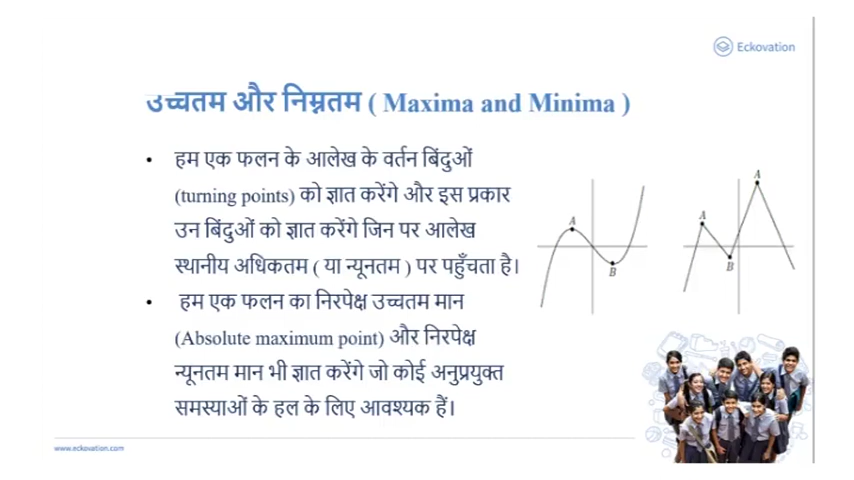 Eckovation
उच्चतम और निम्नतम ( Maxima and Minima )
• हम एक फलन के आलेख के वर्तन बिंदुओं
(turning points) को ज्ञात करेंगे और इस प्रकार
उन बिंदुओं को ज्ञात करेंगे जिन पर आलेख
स्थानीय अधिकतम ( या न्यूनतम ) पर पहुँचता है।
• हम एक फलन का निरपेक्ष उच्चतम मान
(Absolute maximum point) और निरपेक्ष
न्यूनतम मान भी ज्ञात करेंगे जो कोई अनुप्रयुक्त
समस्याओं के हल के लिए आवश्यक हैं।
A
B
A
B
A
www.eckovation.com